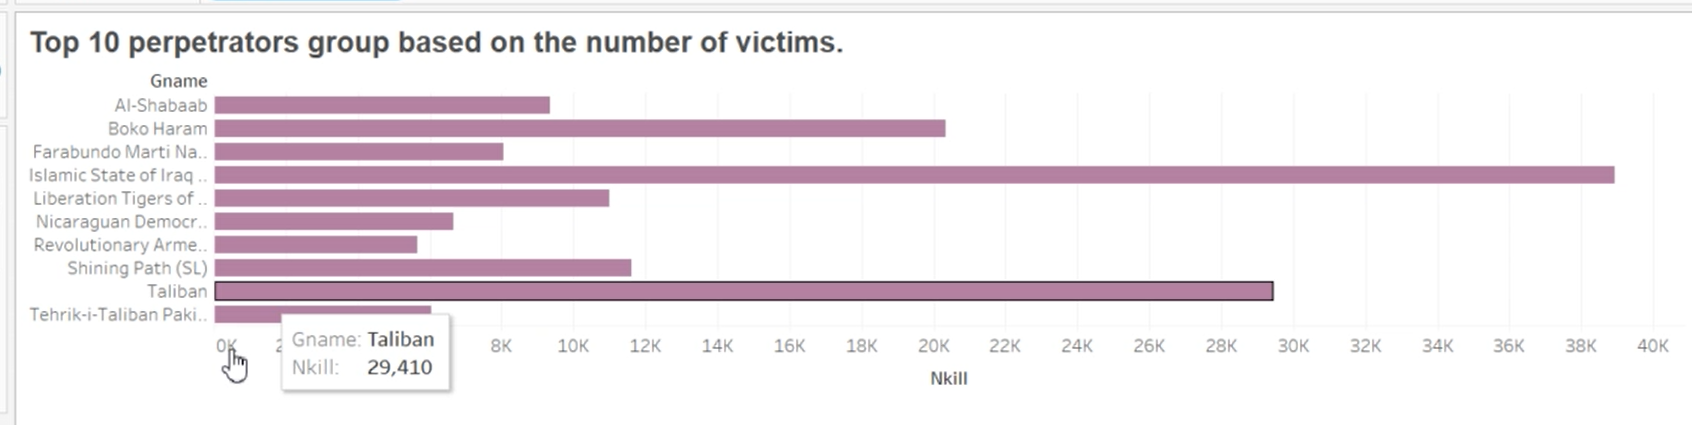 Top 10 perpetrators group based on the number of victims.
Gname
Al-Shabaab
Boko Haram
Farabundo Marti Na..
Islamic State of Iraq ..
Liberation Tigers of ..
Nicaraguan Democr..
Revolutionary Arme..
Shining Path (SL)
Taliban
Tehrik-i-Taliban Paki..
Gname: Taliban
Nkill: 29,410
0K 8K 10K 12K 14K 16K 18K 20K 22K 24K 26K 28K 30K 32K 34K 36K 38K 40K
Nkill